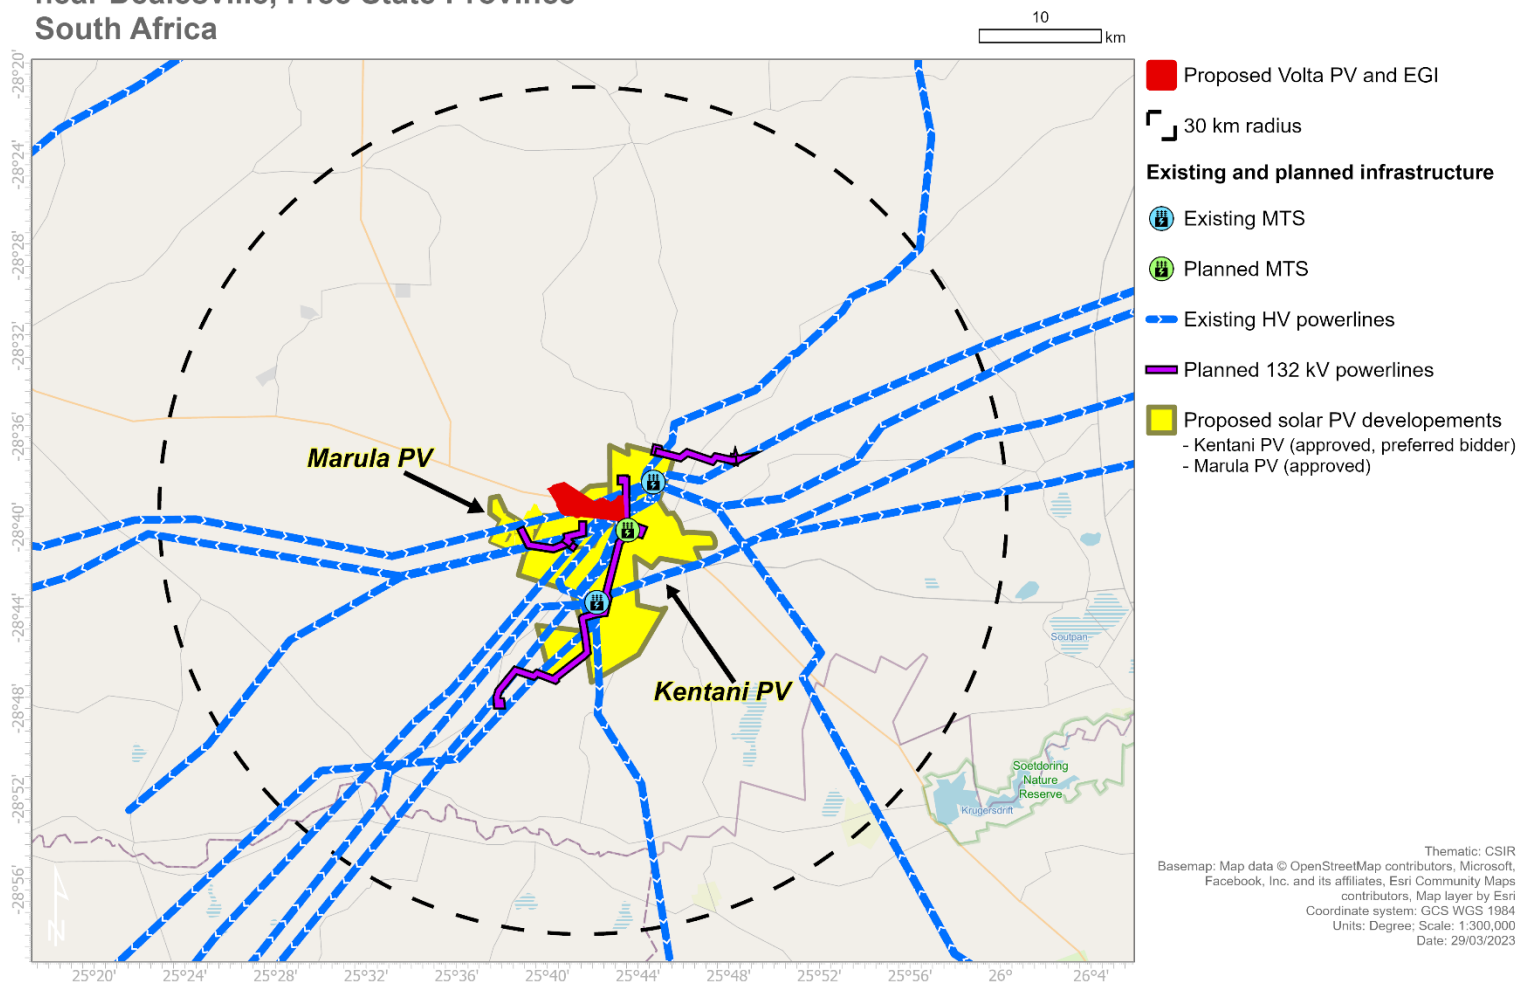 near Dealesville, Free State Province
South Africa
10
km
-28°20'
-28°24'
-28°28'
-28°32'
-28°36'
-28°40'
-28°44'
-28°48'
-28°52'
-28°56'
Marula PV
Kentani PV
Soutpan
Soetdoring
Nature
Reserve
Krugersdrift
N
25°20'
25°24'
25°28'
25°32'
25°36'
25°40'
25°44'
25°48'
25°52'
25°56'
26°
26°4'
Proposed Volta PV and EGI
30 km radius
Existing and planned infrastructure
Existing MTS
Planned MTS
Existing HV powerlines
Planned 132 kV powerlines
Proposed solar PV developements
- Kentani PV (approved, preferred bidder)
- Marula PV (approved)
Thematic: CSIR
Basemap: Map data © OpenStreetMap contributors, Microsoft,
Facebook, Inc. and its affiliates, Esri Community Maps
contributors, Map layer by Esri
Coordinate system: GCS WGS 1984
Units: Degree; Scale: 1:300,000
Date: 29/03/2023